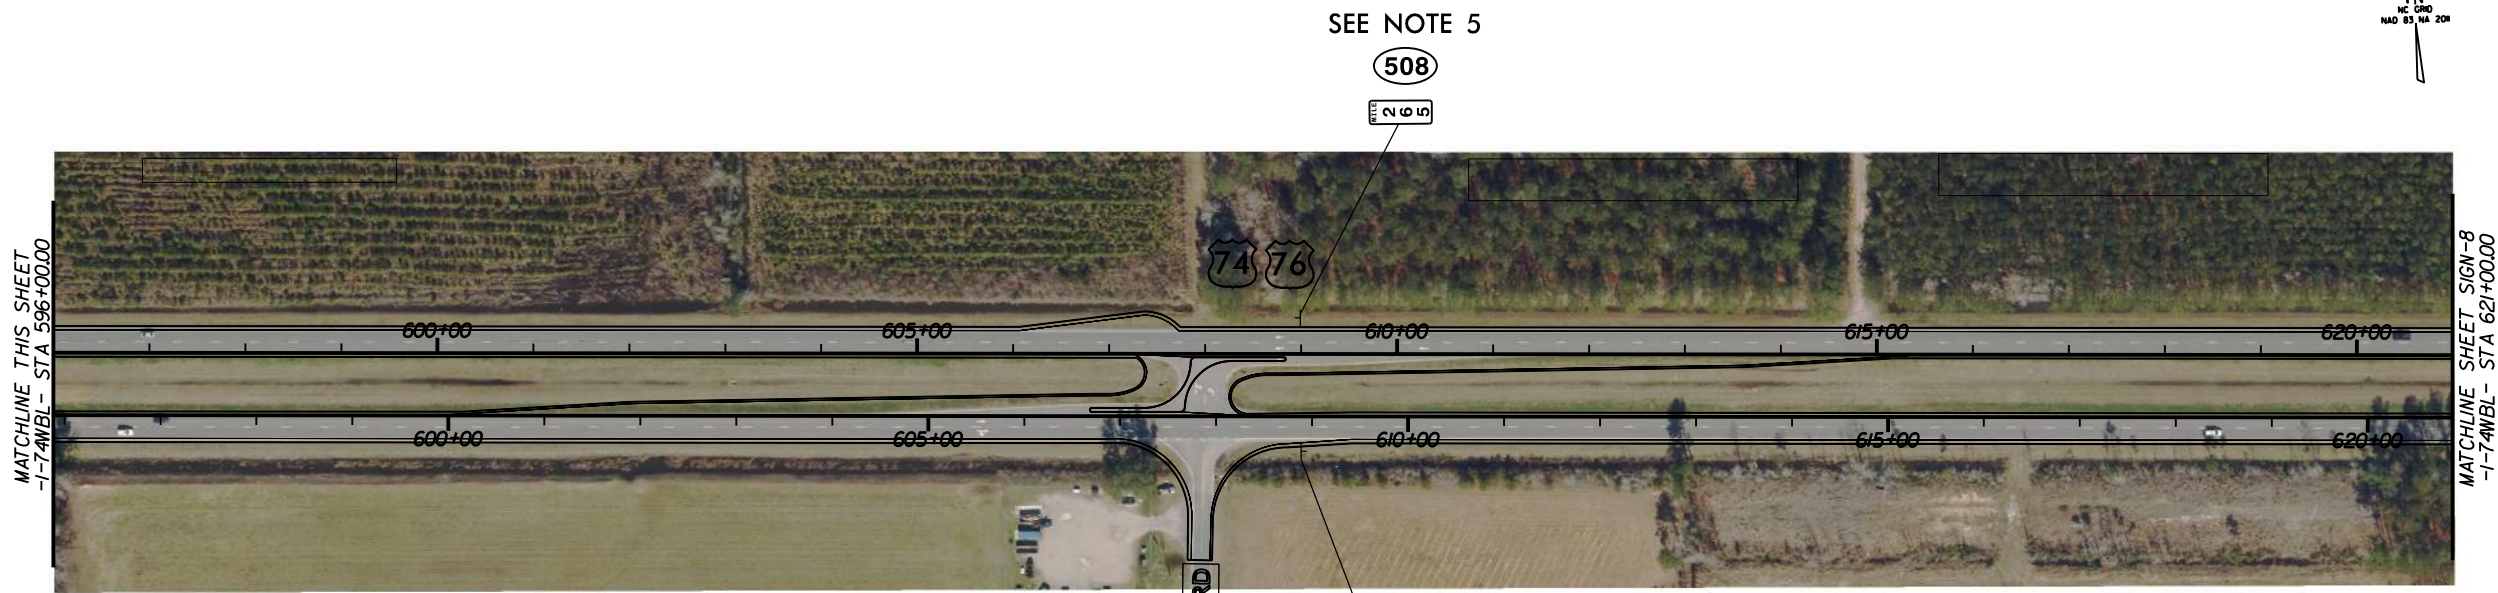 SEE NOTE 5
508
MILE 265
NC GRID
NAD 83 NA 2011
74 76
600+00 605+00 610+00 615+00 620+00
600+00 605+00 610+00 615+00 620+00
MATCHLINE THIS SHEET
-I-74WBL- STA 596+00.00
MATCHLINE SHEET SIGN-8
-I-74WBL- STA 621+00.00
RD